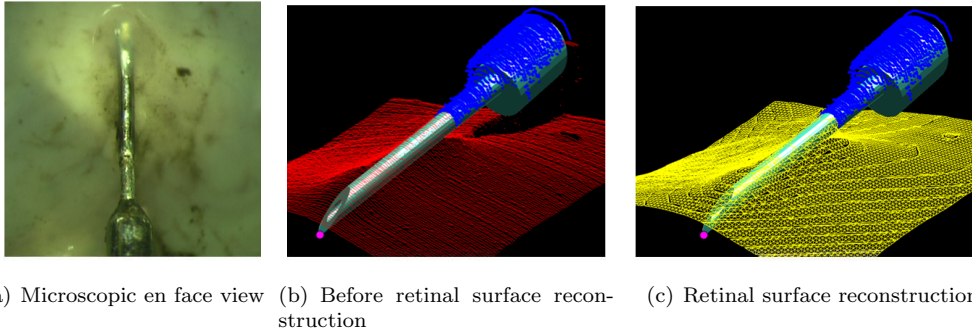 ) Microscopic en face view
(b) Before retinal surface recon-
struction
(c) Retinal surface reconstruction